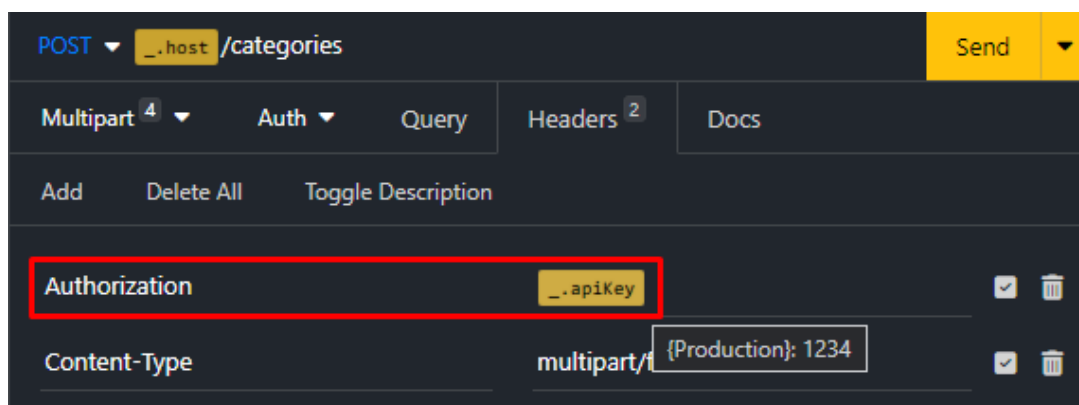 POST _.host /categories Send
Multipart 4 Auth Query Headers 2 Docs
Add Delete All Toggle Description
Authorization _.apiKey
{Production}: 1234
Content-Type multipart/f